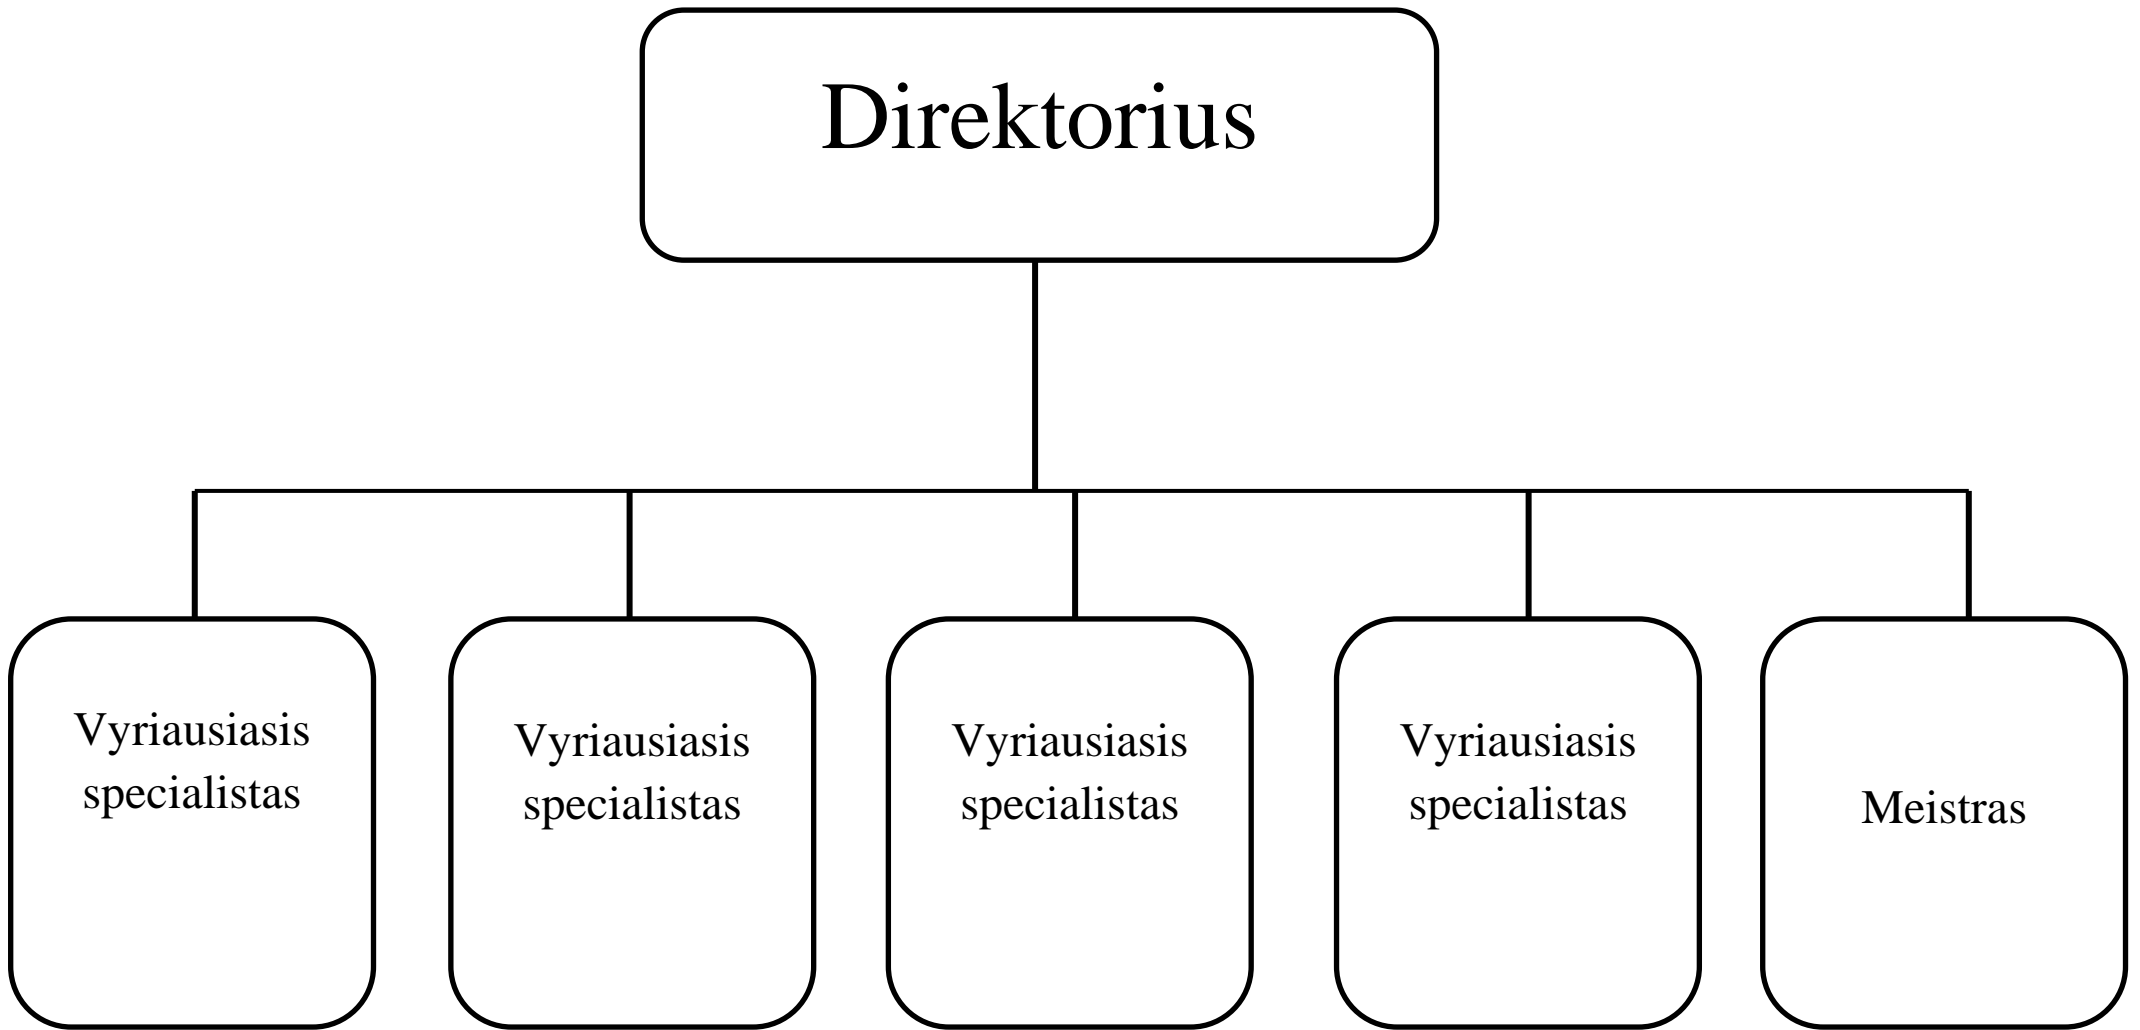 Direktorius
Vyriausiasis
specialistas
Vyriausiasis
specialistas
Vyriausiasis
specialistas
Vyriausiasis
specialistas
Meistras